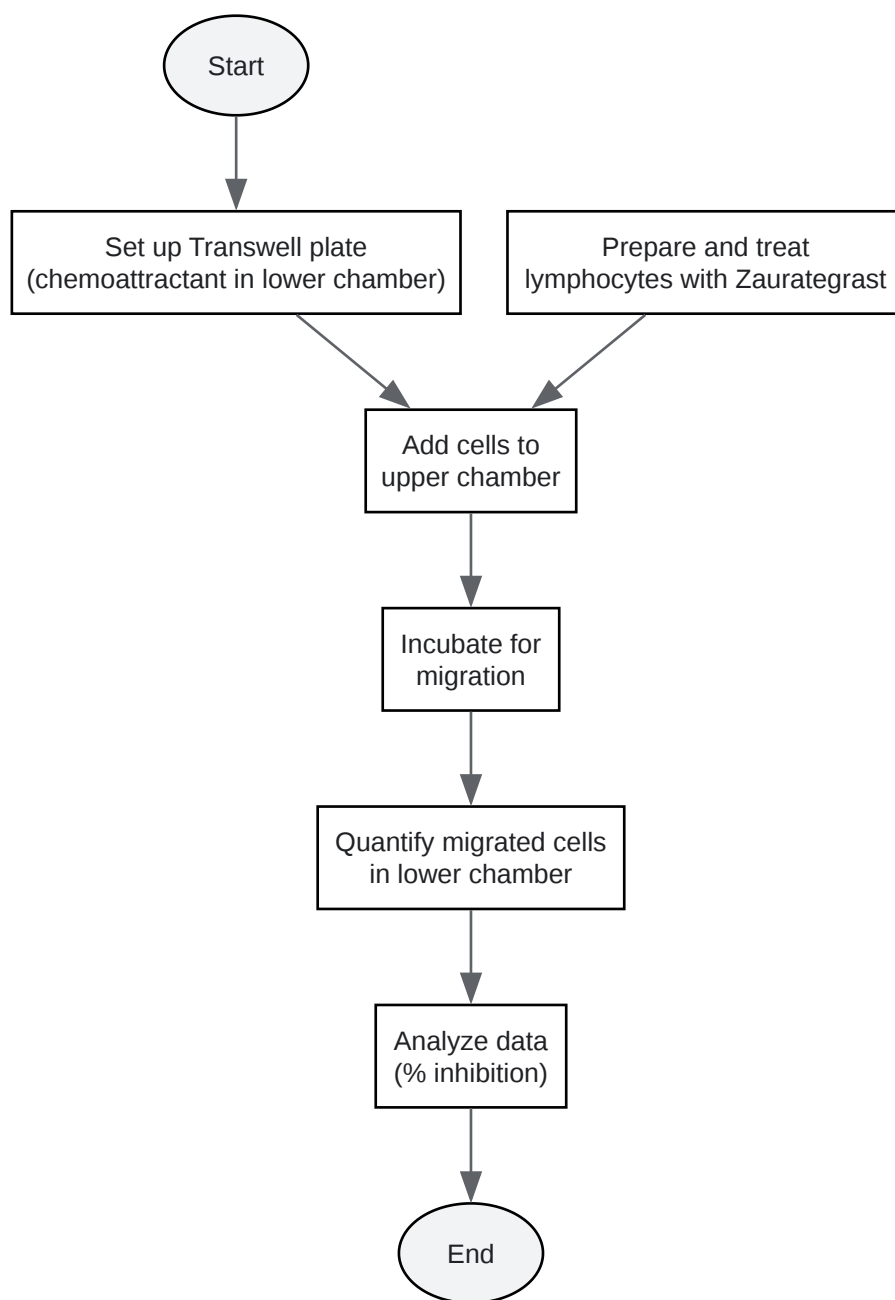 Start
Set up Transwell plate
(chemoattractant in lower chamber)
Prepare and treat
lymphocytes with Zaurategrast
Add cells to
upper chamber
Incubate for
migration
Quantify migrated cells
in lower chamber
Analyze data
(% inhibition)
End